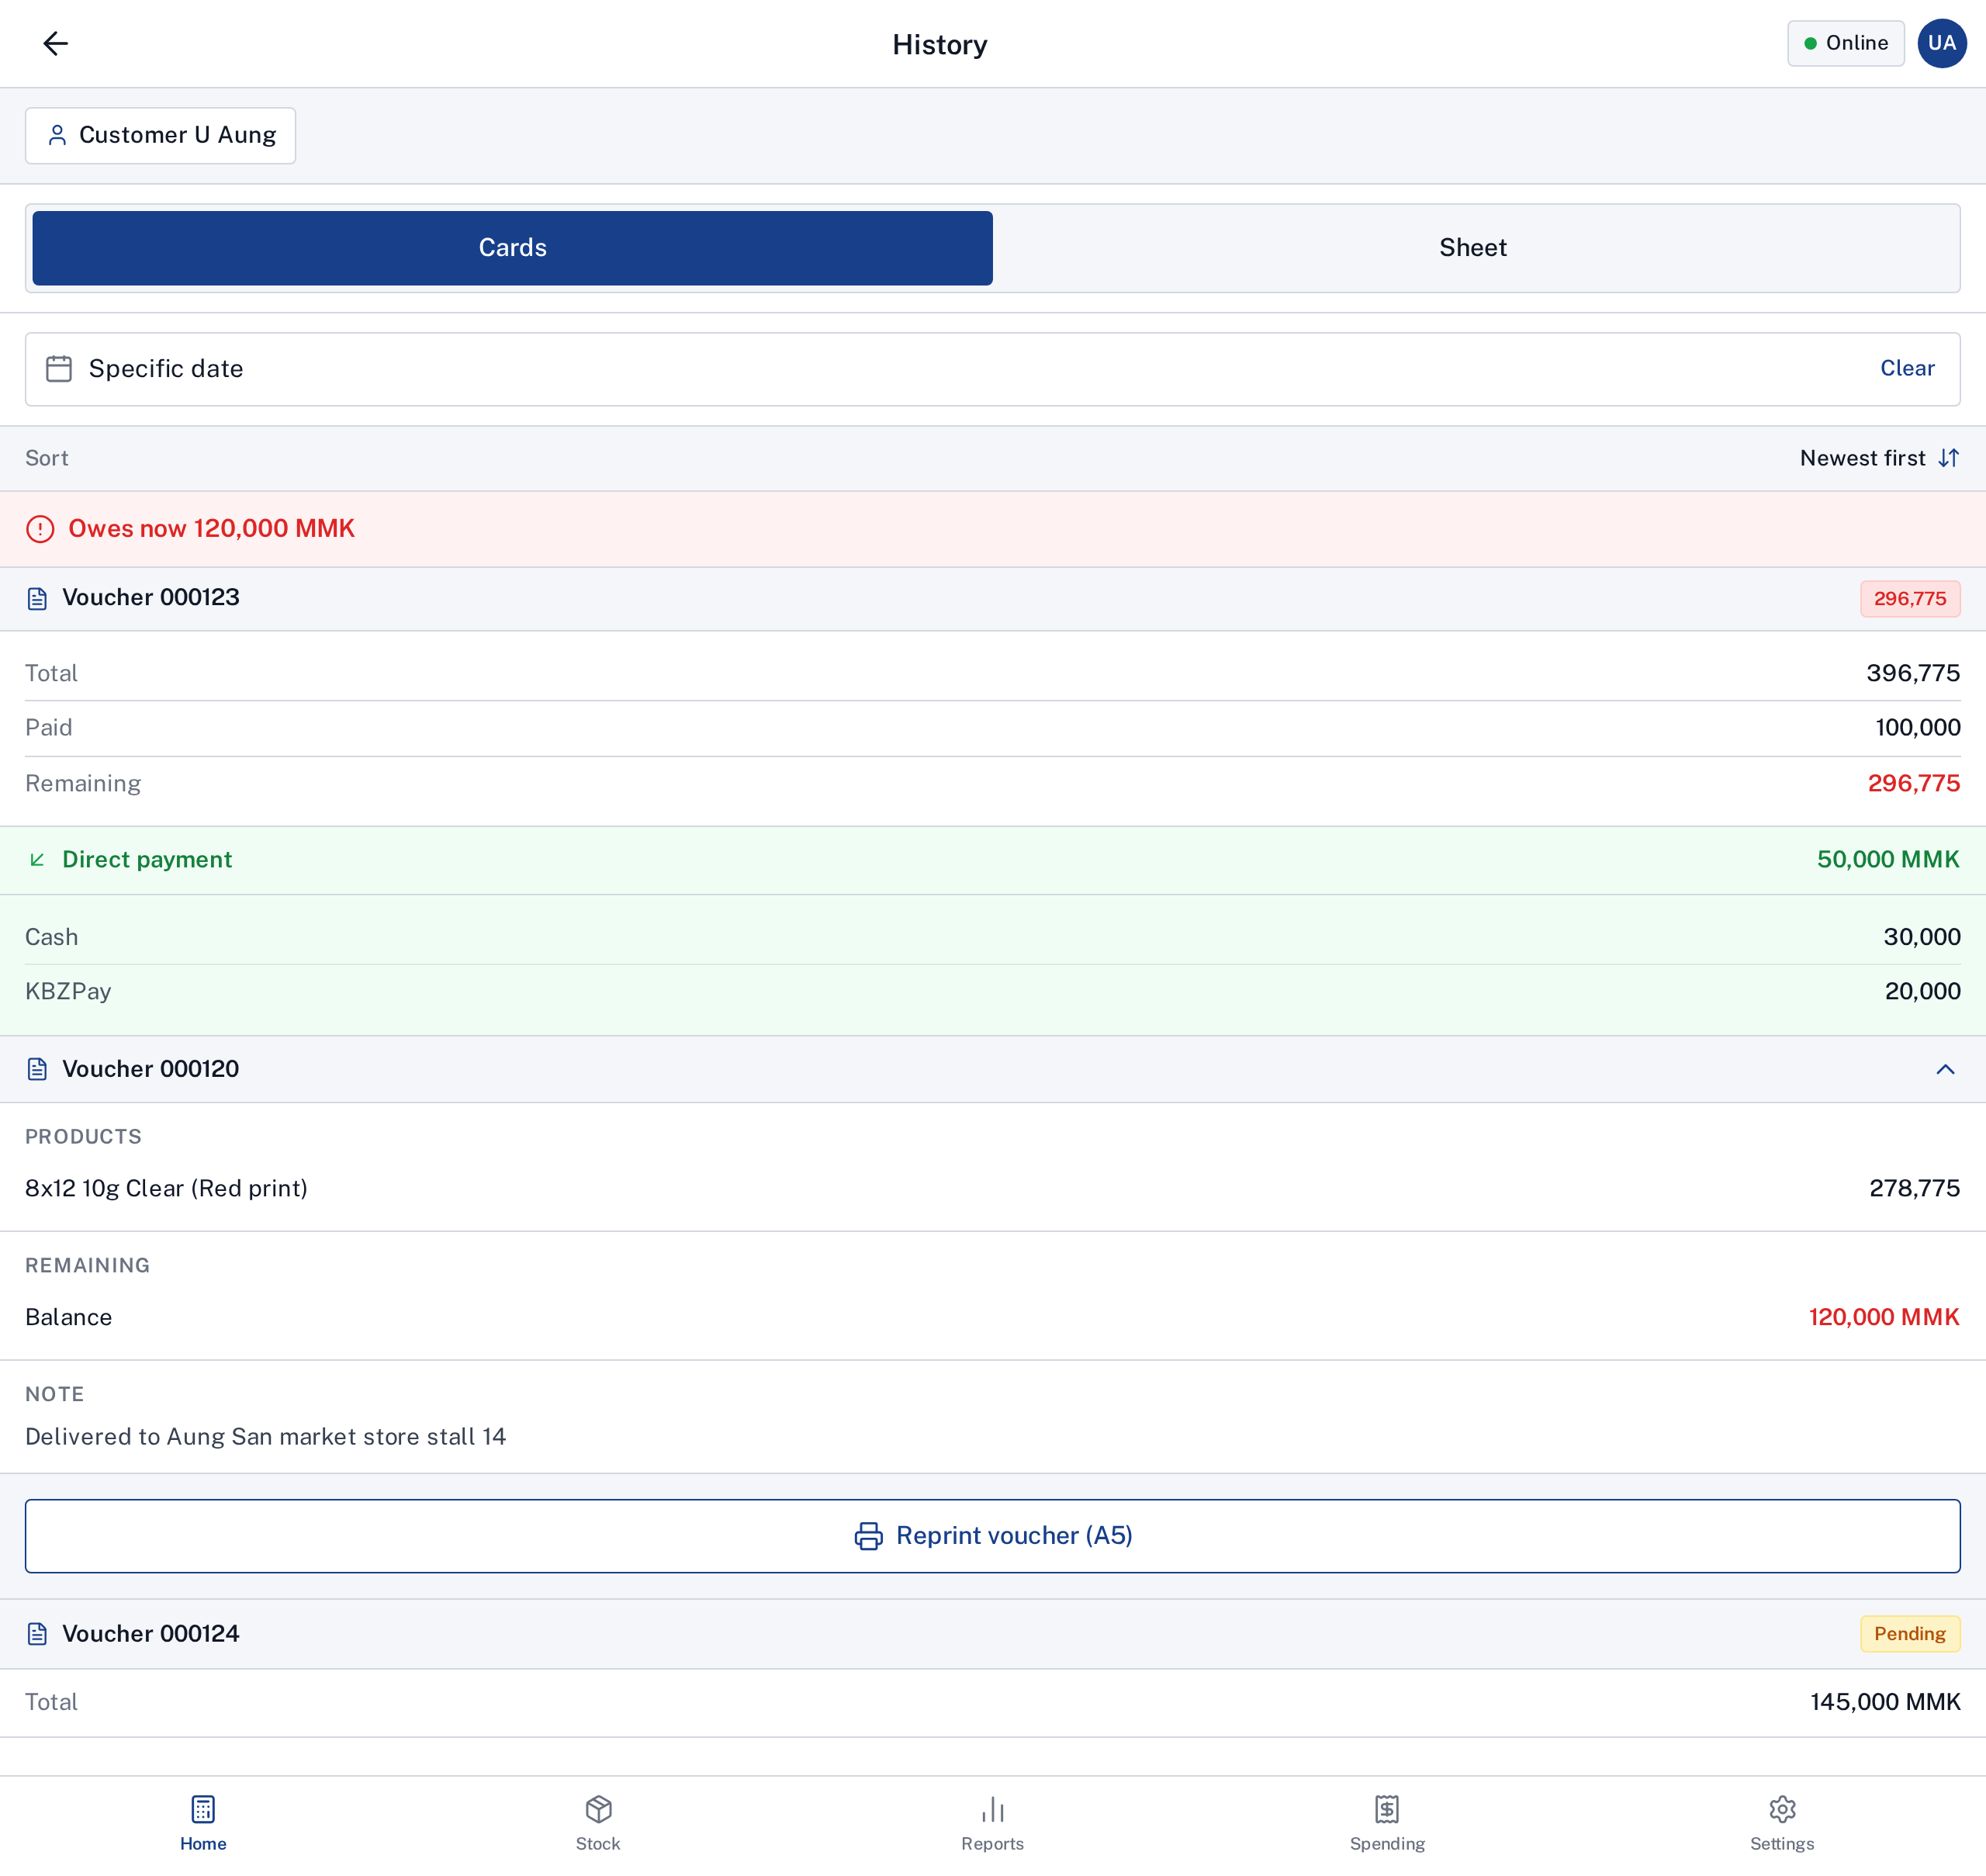 History
Online
UA
Customer U Aung
Cards
Sheet
Specific date
Clear
Sort
Newest first
Owes now 120,000 MMK
Voucher 000123
296,775
Total
396,775
Paid
100,000
Remaining
296,775
Direct payment
50,000 MMK
Cash
30,000
KBZPay
20,000
Voucher 000120
PRODUCTS
8x12 10g Clear (Red print)
278,775
REMAINING
Balance
120,000 MMK
NOTE
Delivered to Aung San market store stall 14
Reprint voucher (A5)
Voucher 000124
Pending
Total
145,000 MMK
Home
Stock
Reports
Spending
Settings